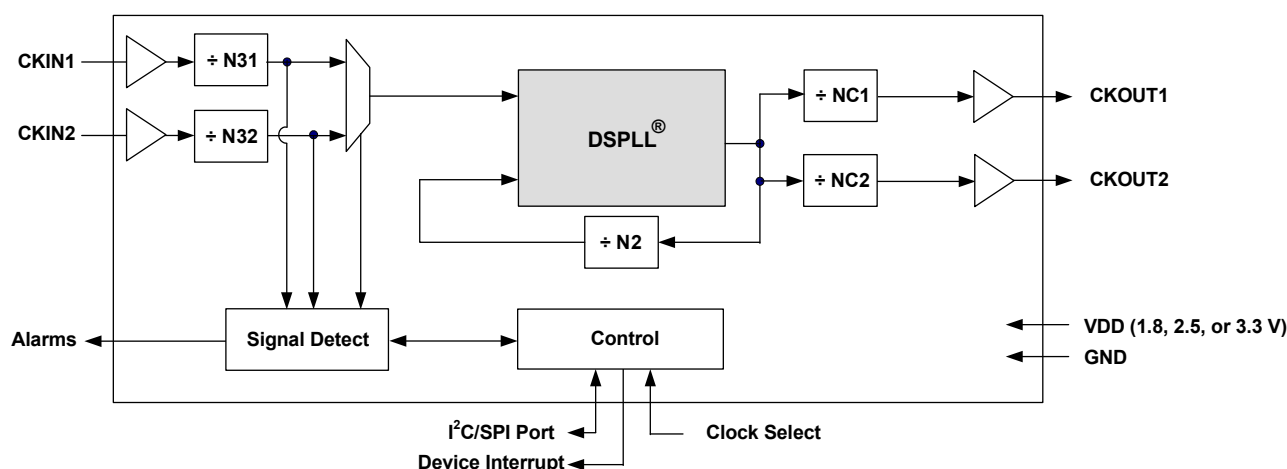 CKIN1
÷ N31
CKIN2
÷ N32
DSPLL®
÷ NC1
CKOUT1
÷ NC2
CKOUT2
÷ N2
Alarms
Signal Detect
Control
VDD (1.8, 2.5, or 3.3 V)
GND
I²C/SPI Port
Clock Select
Device Interrupt